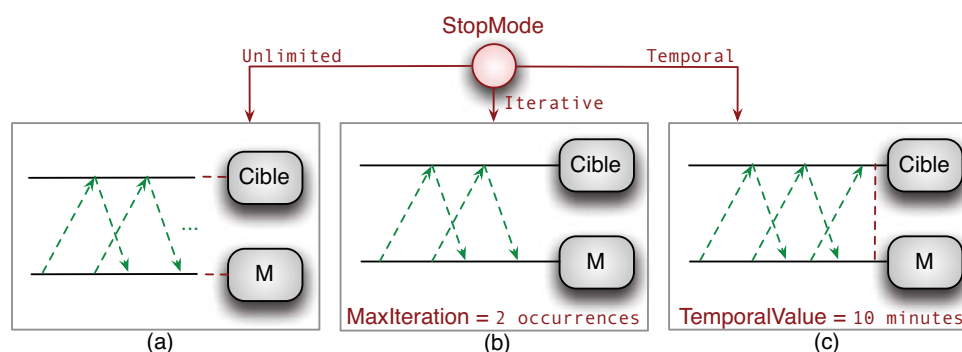 StopMode
Unlimited
Iterative
Temporal
Cible
...
M
Cible
M
MaxIteration = 2 occurrences
Cible
M
TemporalValue = 10 minutes
(a)
(b)
(c)